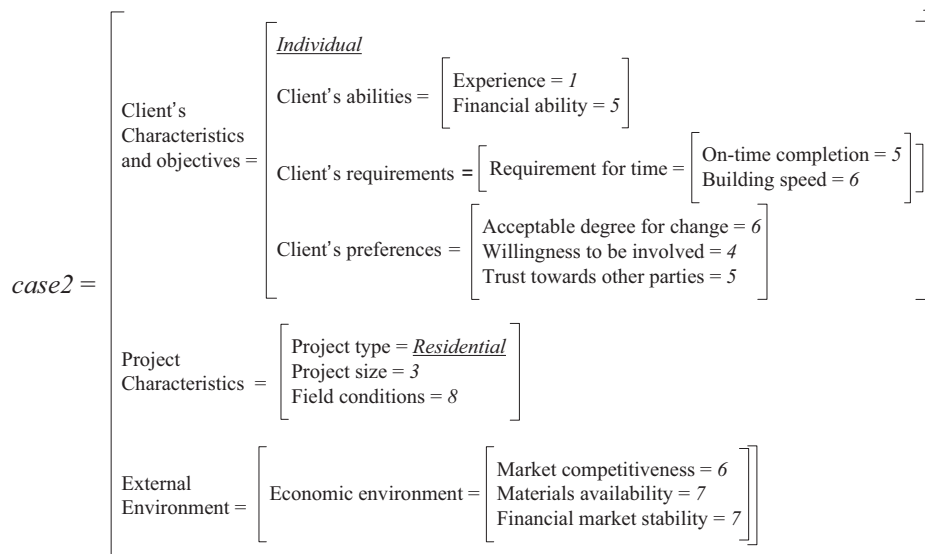 Individual
Client's abilities =
Experience = 1
Financial ability = 5
Client's
Characteristics
and objectives =
Client's requirements =
Requirement for time =
On-time completion = 5
Building speed = 6
Client's preferences =
Acceptable degree for change = 6
Willingness to be involved = 4
Trust towards other parties = 5
case2 =
Project
Characteristics =
Project type = Residential
Project size = 3
Field conditions = 8
External
Environment =
Economic environment =
Market competitiveness = 6
Materials availability = 7
Financial market stability = 7